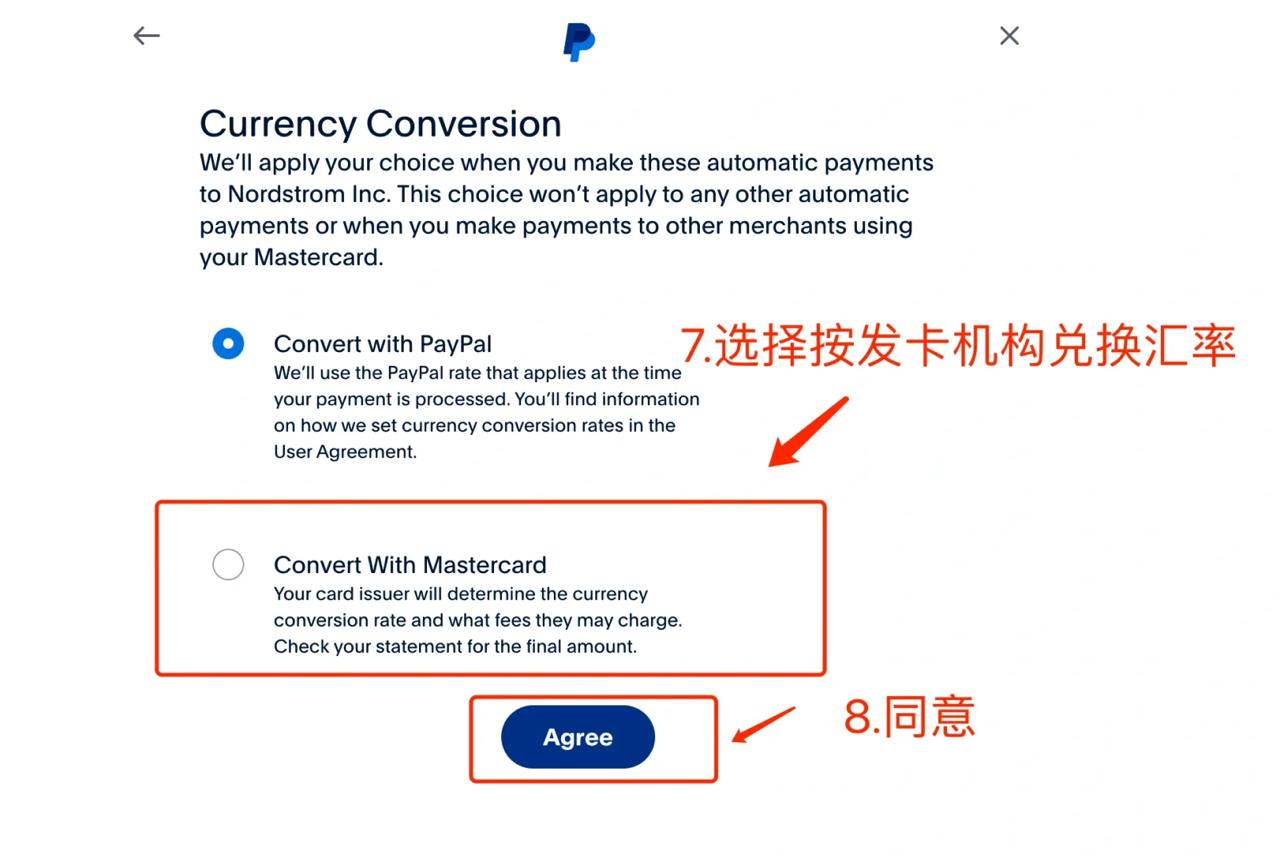 Currency Conversion
We’ll apply your choice when you make these automatic payments
to Nordstrom Inc. This choice won’t apply to any other automatic
payments or when you make payments to other merchants using
your Mastercard.
Convert with PayPal
We’ll use the PayPal rate that applies at the time
your payment is processed. You’ll find information
on how we set currency conversion rates in the
User Agreement.
7.选择按发卡机构兑换汇率
Convert With Mastercard
Your card issuer will determine the currency
conversion rate and what fees they may charge.
Check your statement for the final amount.
Agree
8.同意